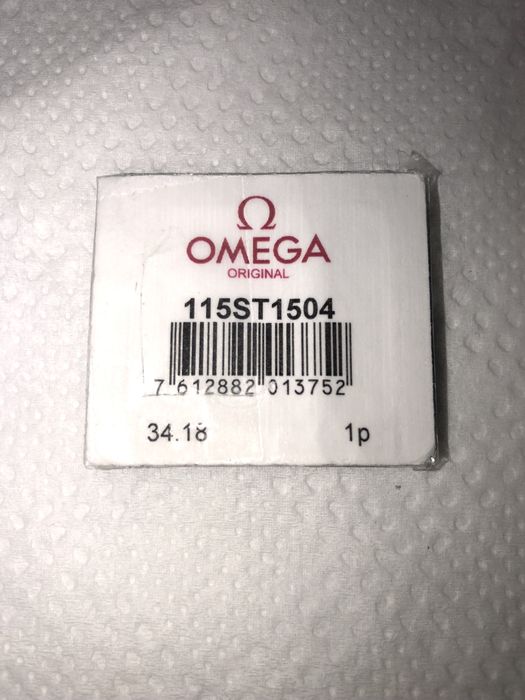 Ω
OMEGA
ORIGINAL
115ST1504
7 612882 013752
34.18 1p